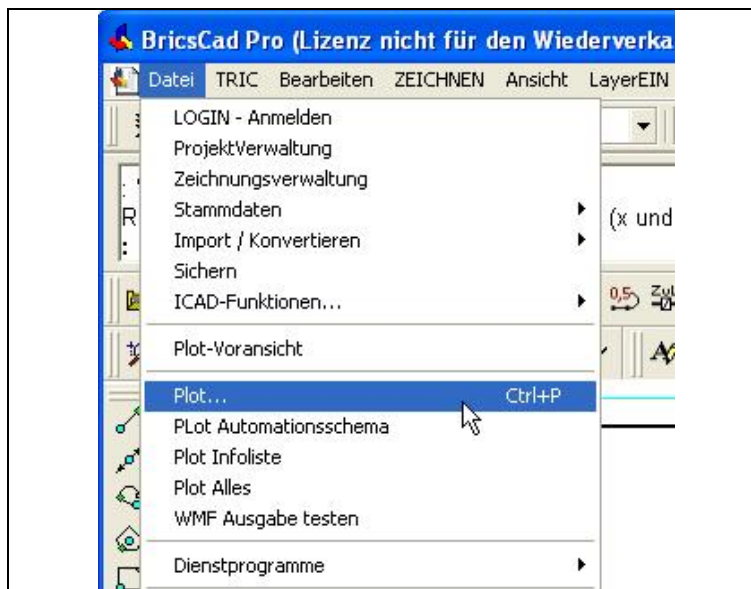 BricsCad Pro (Lizenz nicht für den Wiederverka
Datei TRIC Bearbeiten ZEICHNEN Ansicht LayerEIN
LOGIN - Anmelden
ProjektVerwaltung
Zeichnungsverwaltung
Stammdaten
R (x und
Import / Konvertieren
:
Sichern
ICAD-Funktionen...
0,5
Plot-Voransicht
Plot... Ctrl+P
PLot Automationsschema
Plot Infoliste
Plot Alles
WMF Ausgabe testen
Dienstprogramme